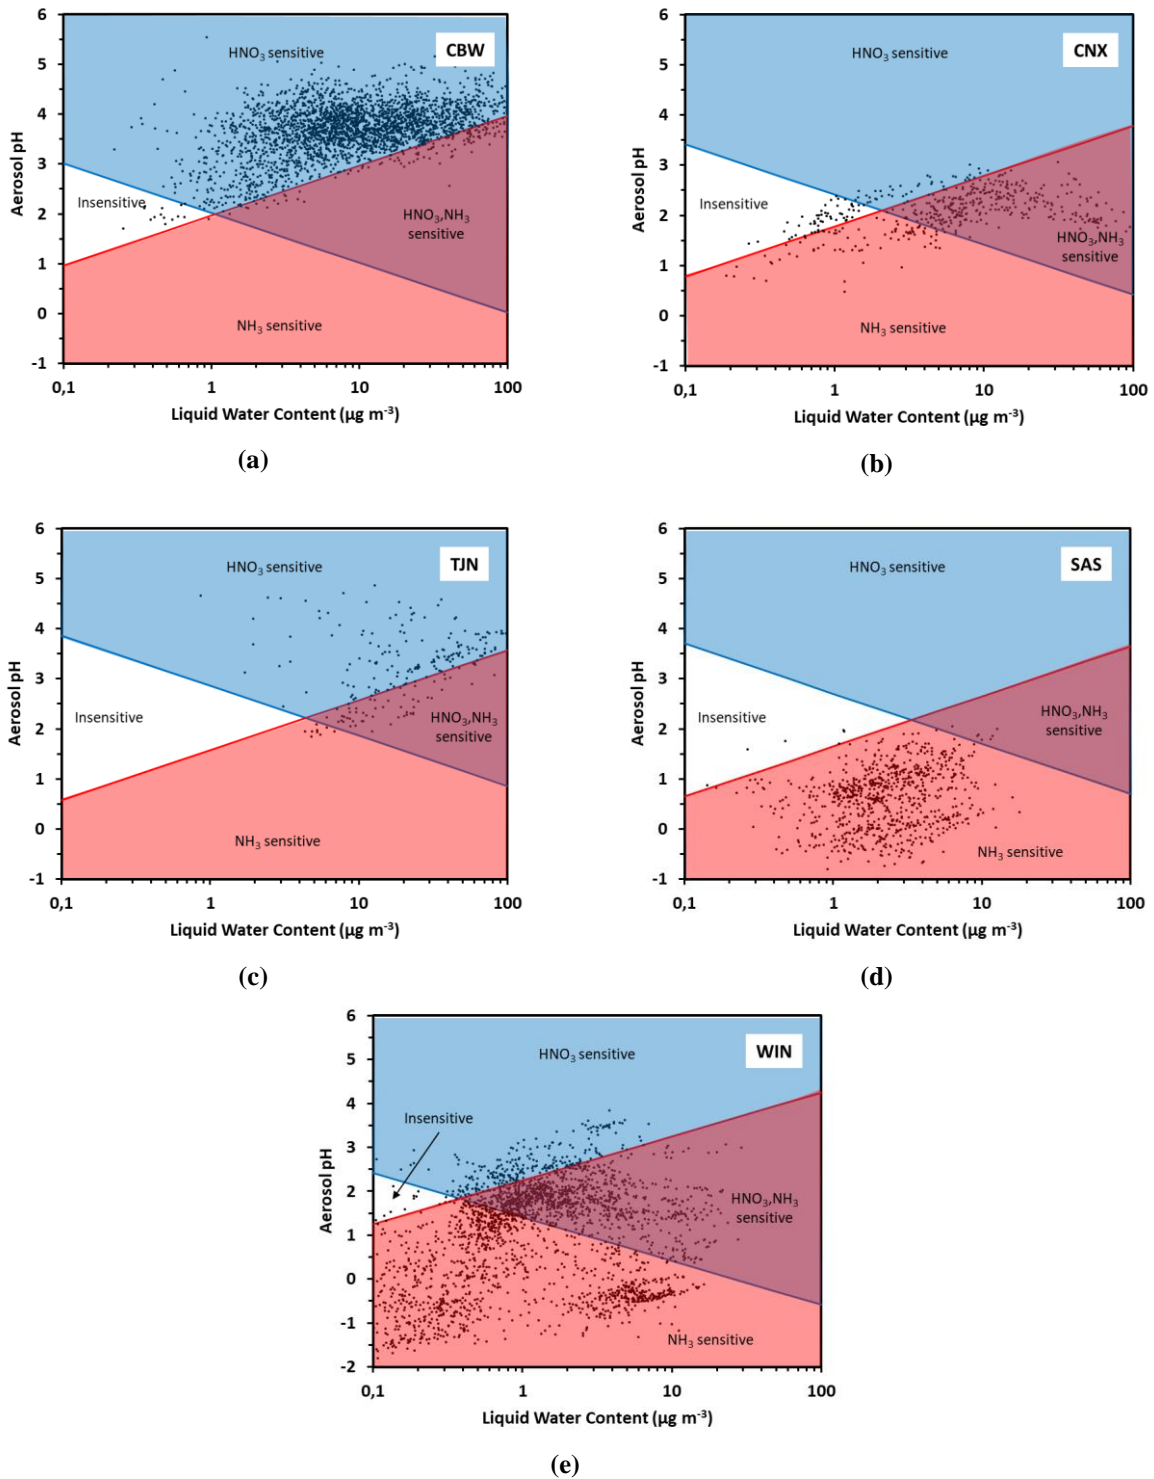 6
5
4
3
2
1
0
-1
Aerosol pH
HNO₃ sensitive
CBW
Insensitive
HNO₃,NH₃
sensitive
NH₃ sensitive
0,1 1 10 100
Liquid Water Content (µg m⁻³)
(a)
6
5
4
3
2
1
0
-1
Aerosol pH
HNO₃ sensitive
CNX
Insensitive
HNO₃,NH₃
sensitive
NH₃ sensitive
0,1 1 10 100
Liquid Water Content (µg m⁻³)
(b)
6
5
4
3
2
1
0
-1
Aerosol pH
HNO₃ sensitive
TJN
Insensitive
HNO₃,NH₃
sensitive
NH₃ sensitive
0,1 1 10 100
Liquid Water Content (µg m⁻³)
(c)
6
5
4
3
2
1
0
-1
Aerosol pH
HNO₃ sensitive
SAS
Insensitive
HNO₃,NH₃
sensitive
NH₃ sensitive
0,1 1 10 100
Liquid Water Content (µg m⁻³)
(d)
6
5
4
3
2
1
0
-1
-2
Aerosol pH
HNO₃ sensitive
WIN
Insensitive
HNO₃,NH₃
sensitive
NH₃ sensitive
0,1 1 10 100
Liquid Water Content (µg m⁻³)
(e)